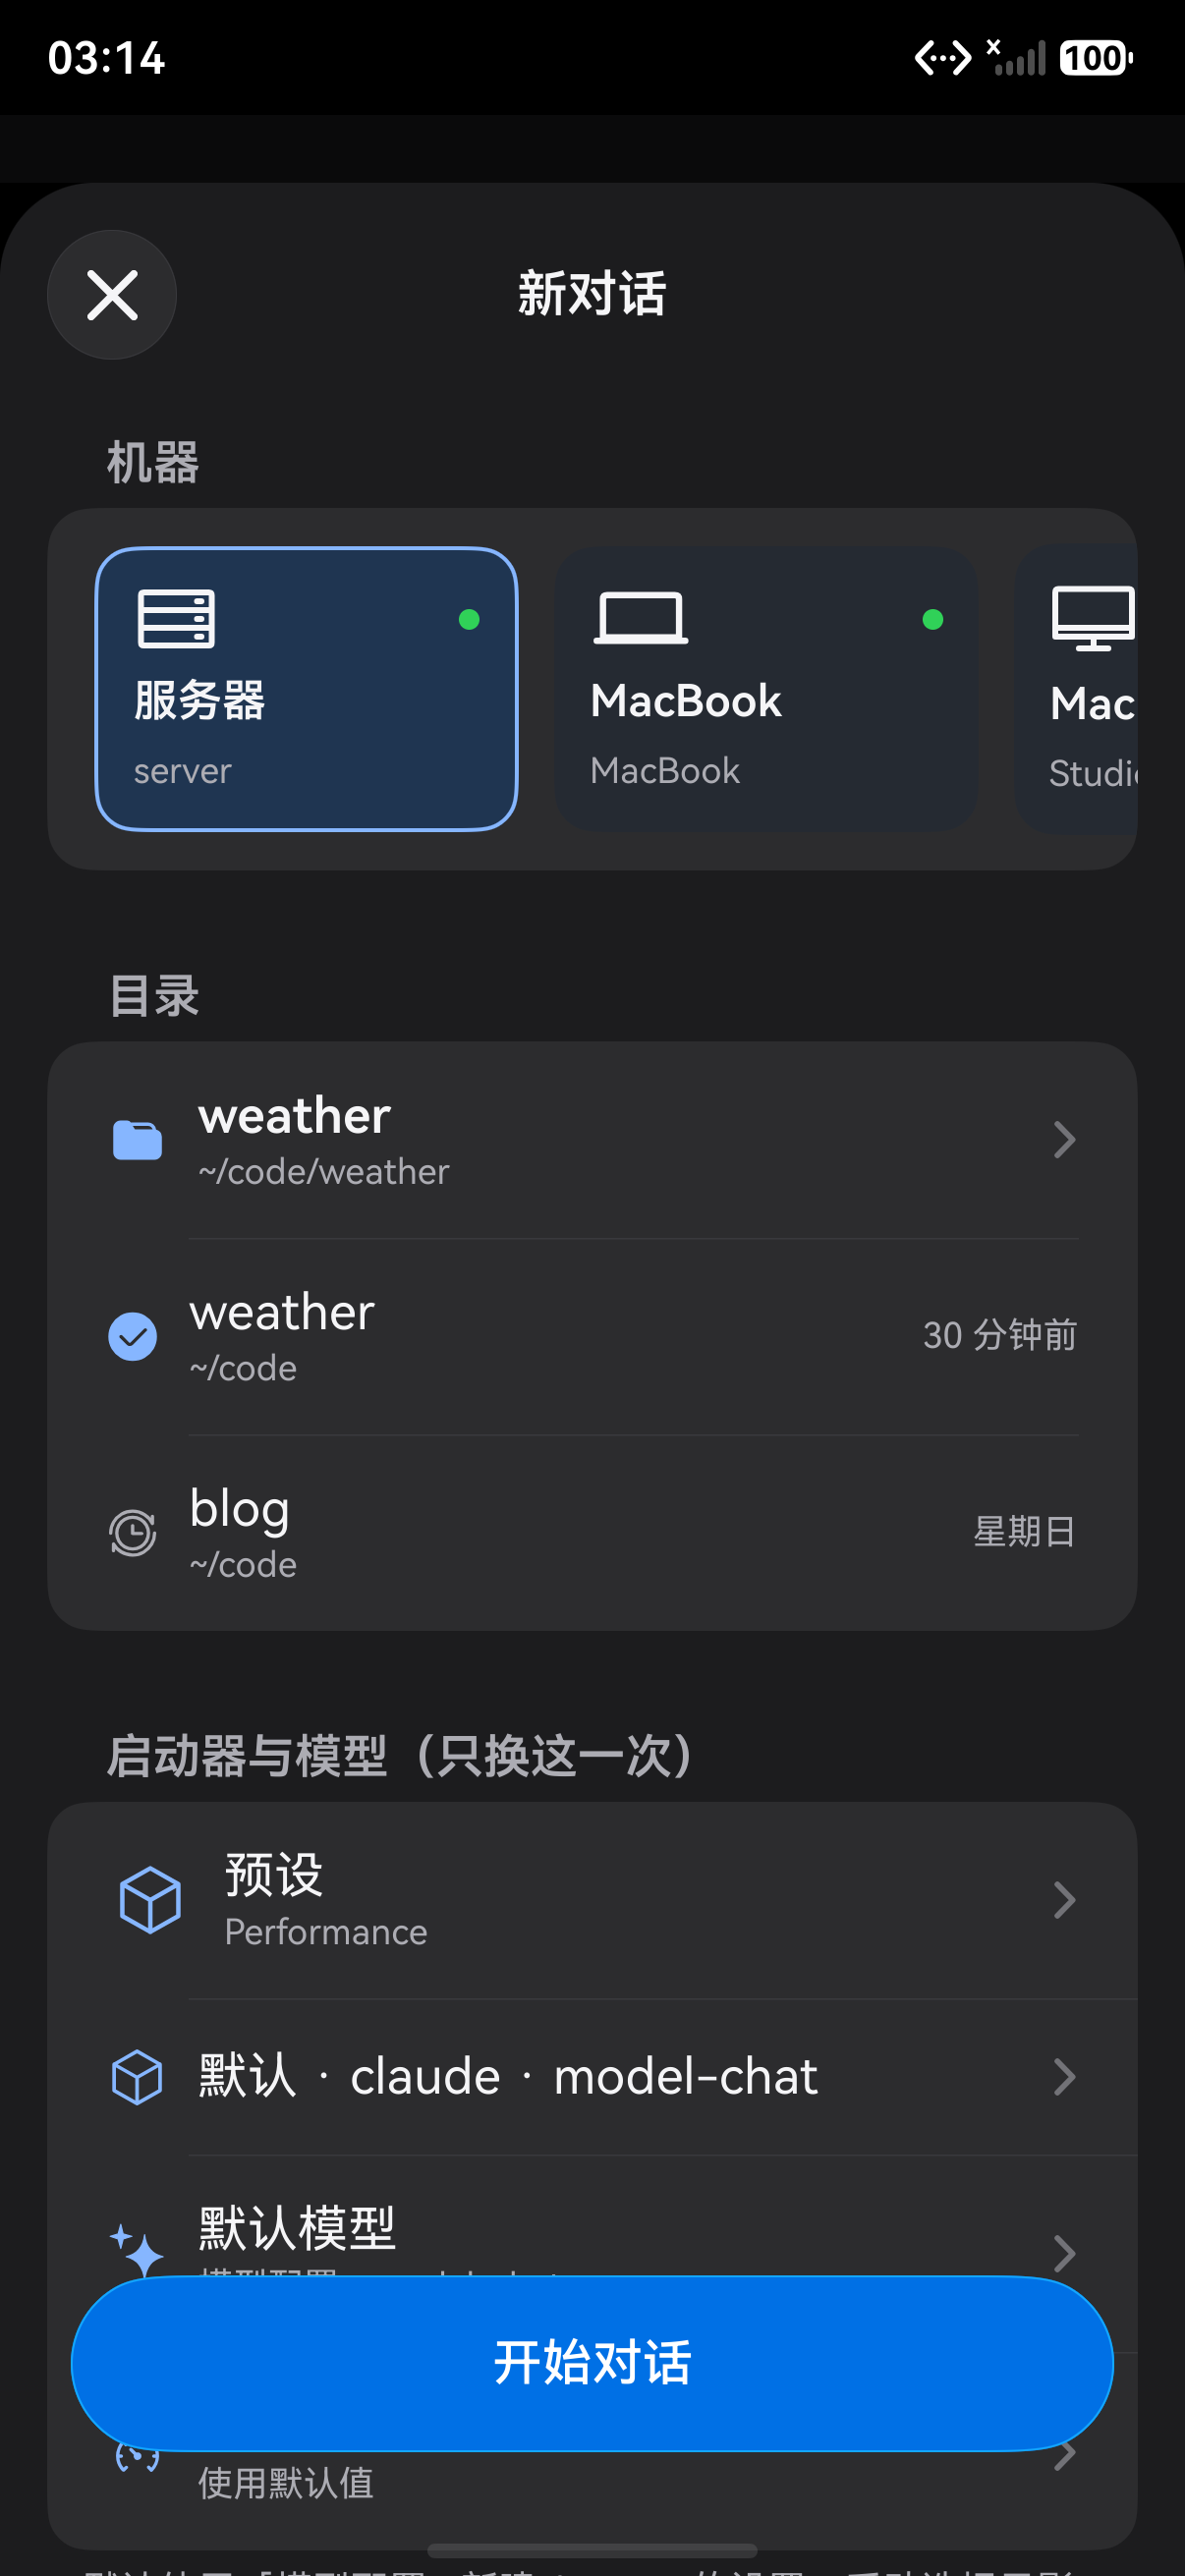 03:14
100
新对话
机器
服务器
server
MacBook
MacBook
Mac
Studio
目录
weather
~/code/weather
weather
~/code
30 分钟前
blog
~/code
星期日
启动器与模型（只换这一次）
预设
Performance
默认 · claude · model-chat
默认模型
开始对话
使用默认值